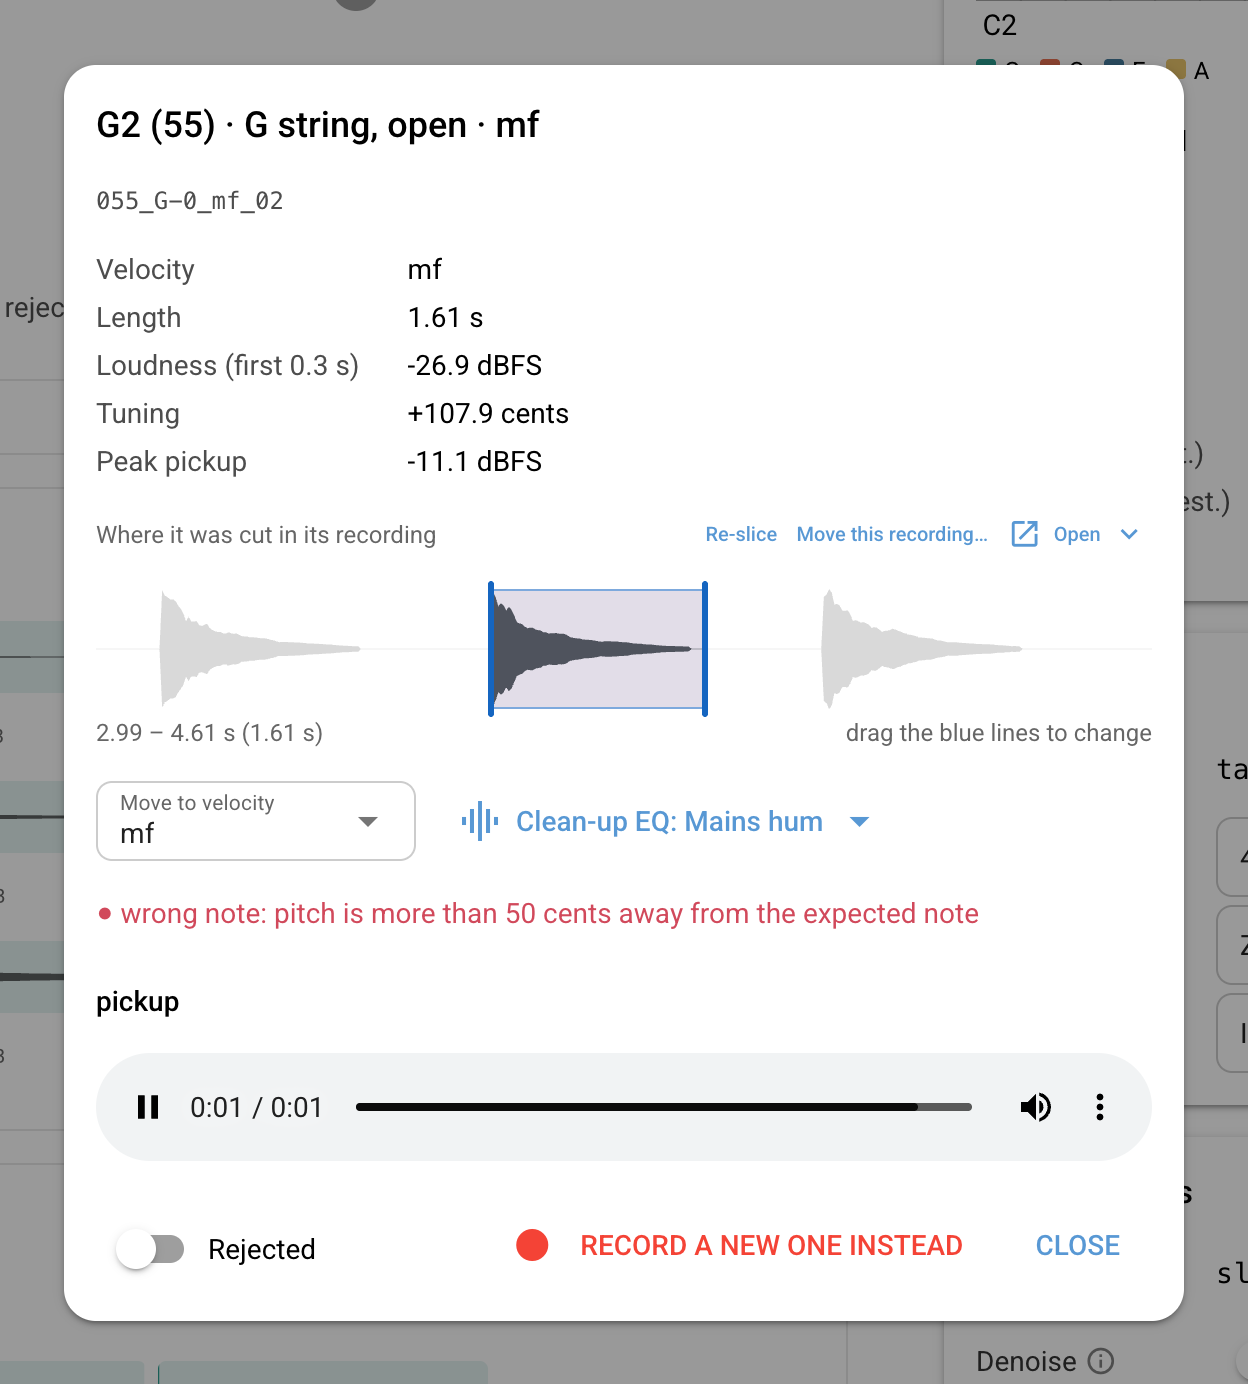 C2
A
G2 (55) · G string, open · mf
055_G-0_mf_02
rejec
Velocity mf
Length 1.61 s
Loudness (first 0.3 s) -26.9 dBFS
Tuning +107.9 cents
Peak pickup -11.1 dBFS
t.)
est.)
Where it was cut in its recording Re-slice Move this recording... Open
2.99 – 4.61 s (1.61 s) drag the blue lines to change
ta
Move to velocity
mf
Clean-up EQ: Mains hum
• wrong note: pitch is more than 50 cents away from the expected note
pickup
0:01 / 0:01
s
Rejected RECORD A NEW ONE INSTEAD CLOSE
sl
Denoise